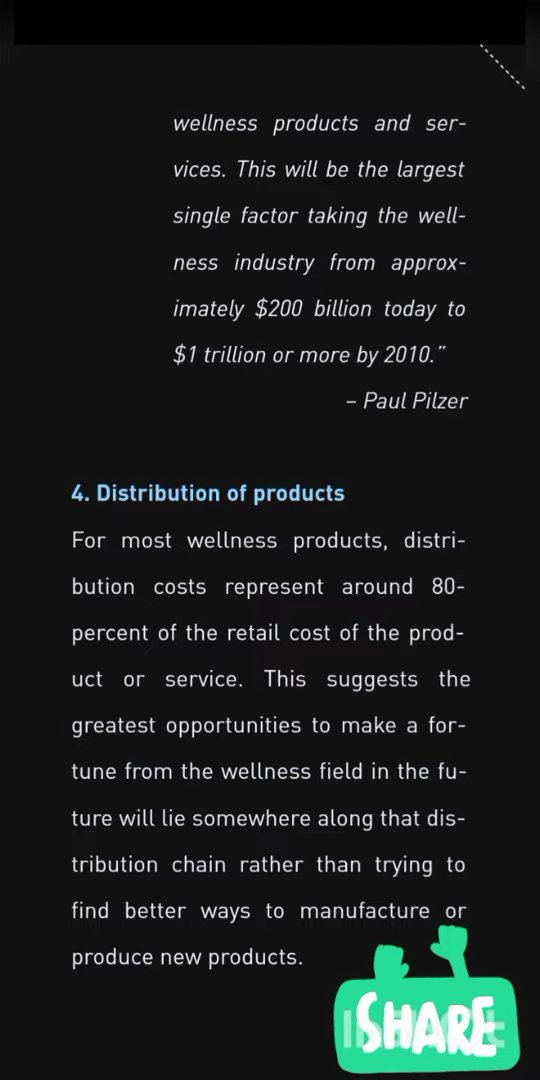 wellness products and ser-
vices. This will be the largest
single factor taking the well-
ness industry from approx-
imately $200 billion today to
$1 trillion or more by 2010.”
– Paul Pilzer
4. Distribution of products
For most wellness products, distri-
bution costs represent around 80-
percent of the retail cost of the prod-
uct or service. This suggests the
greatest opportunities to make a for-
tune from the wellness field in the fu-
ture will lie somewhere along that dis-
tribution chain rather than trying to
find better ways to manufacture or
produce new products.
SHARE